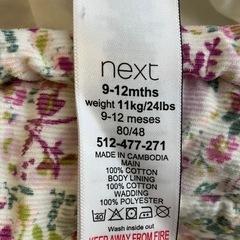 next
9-12mths
weight 11kg/24lbs
9-12 meses
80/48
512-477-271
MADE IN CAMBODIA
MAIN
100% COTTON
BODY LINING
100% COTTON
WADDING
100% POLYESTER
Wash inside out
KEEP AWAY FROM FIRE